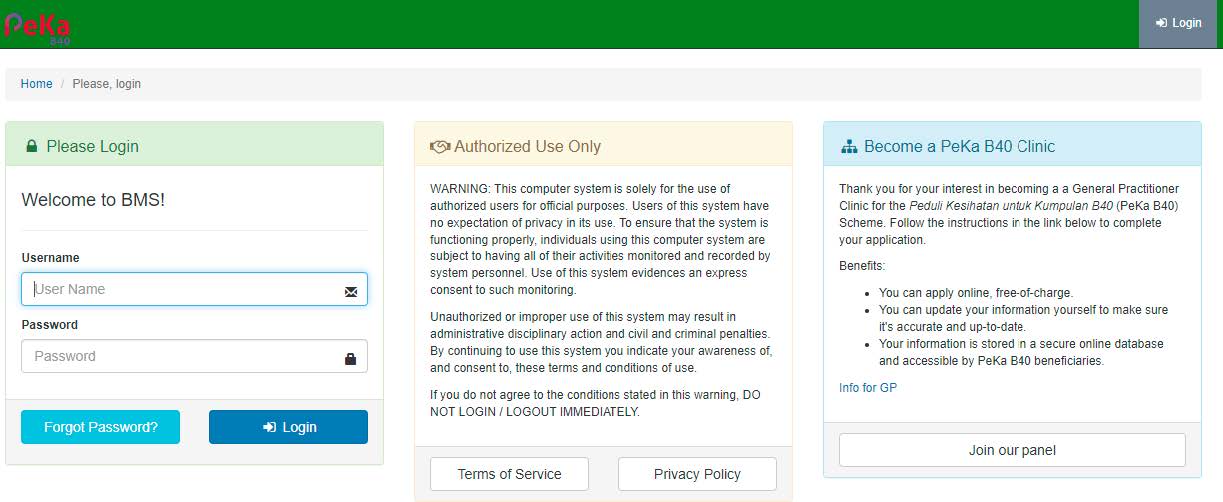 PeKa
B40
Login
Home / Please, login
Please Login
Welcome to BMS!
Username
User Name
Password
Password
Forgot Password?
Login
Authorized Use Only
WARNING: This computer system is solely for the use of
authorized users for official purposes. Users of this system have
no expectation of privacy in its use. To ensure that the system is
functioning properly, individuals using this computer system are
subject to having all of their activities monitored and recorded by
system personnel. Use of this system evidences an express
consent to such monitoring.
Unauthorized or improper use of this system may result in
administrative disciplinary action and civil and criminal penalties.
By continuing to use this system you indicate your awareness of,
and consent to, these terms and conditions of use.
If you do not agree to the conditions stated in this warning, DO
NOT LOGIN / LOGOUT IMMEDIATELY.
Terms of Service
Privacy Policy
Become a PeKa B40 Clinic
Thank you for your interest in becoming a a General Practitioner
Clinic for the Peduli Kesihatan untuk Kumpulan B40 (PeKa B40)
Scheme. Follow the instructions in the link below to complete
your application.
Benefits:
• You can apply online, free-of-charge.
• You can update your information yourself to make sure
it's accurate and up-to-date.
• Your information is stored in a secure online database
and accessible by PeKa B40 beneficiaries.
Info for GP
Join our panel